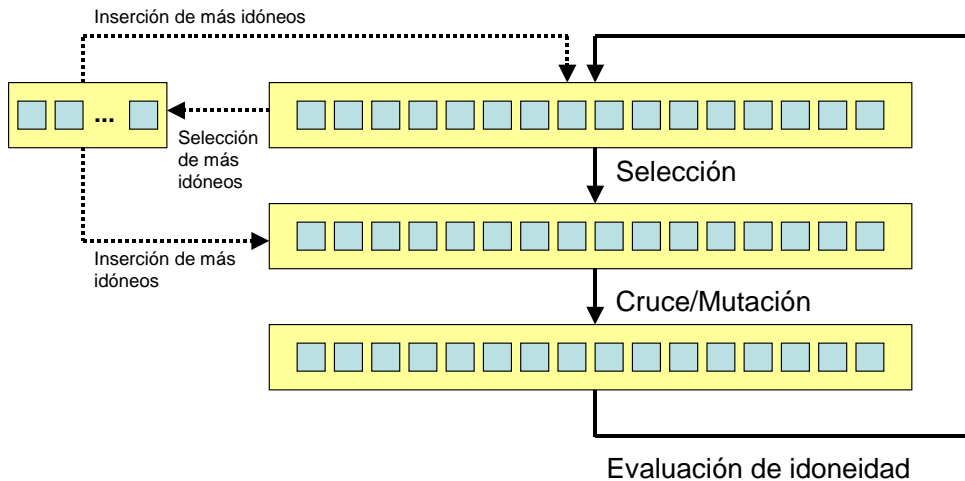 Inserción de más idóneos
...
Selección
de más
idóneos
Selección
Inserción de más
idóneos
Cruce/Mutación
Evaluación de idoneidad